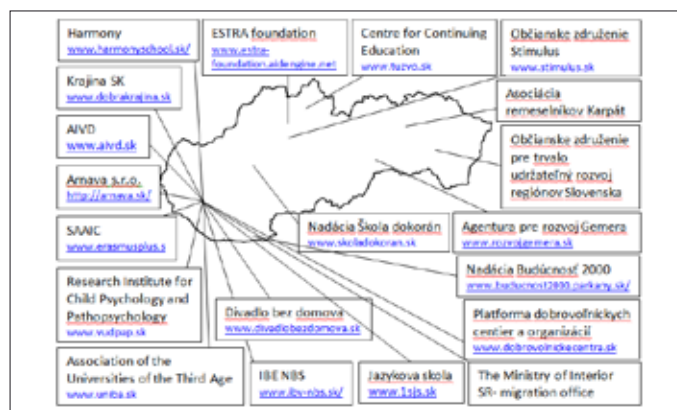 Harmony
www.harmonyschool.sk/
ESTRA foundation
www.estra-
foundation.aidengine.net
Centre for Continuing
Education
www.tuzvo.sk
Občianske združenie
Stimulus
www.stimulus.sk
Krajina SK
www.dobrakrajina.sk
Asociácia
remeselníkov Karpát
AIVD
www.aivd.sk
Občianske združenie
pre trvalo
udržateľný rozvoj
regiónov Slovenska
Arnava s.r.o.
http://arnava.sk/
SAAIC
www.erasmusplus.s
Nadácia Škola dokorán
www.skoladokoran.sk
Agentura pre rozvoj Gemera
www.rozvojgemera.sk
Nadácia Budúcnosť 2000
www.buducnost2000.parkany.sk/
Research Institute for
Child Psychology and
Pathopsychology
www.vudpap.sk
Divadlo bez domova
www.divadlobezdomova.sk
Platforma dobrovoľníckych
centier a organizácií
www.dobrovolnickecentra.sk
Association of the
Universities of the Third Age
www.uniba.sk
IBE NBS
www.ibv-nbs.sk/
Jazykova skola
www.1sjs.sk
The Ministry of Interior
SR- migration office